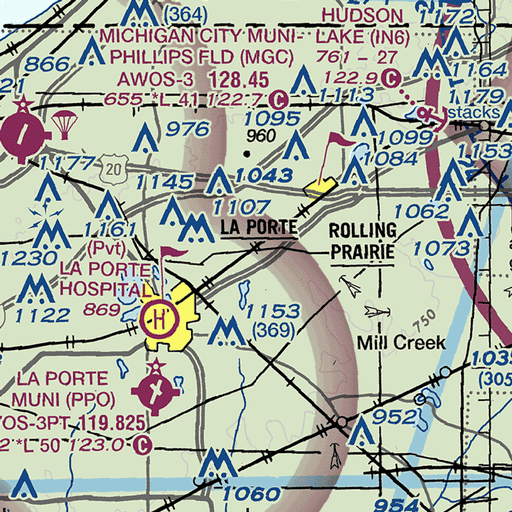 (364)
HUDSON
1172
MICHIGAN CITY MUNI-
LAKE (IN6)
866
PHILLIPS FLD (MGC)
761 - 27
1164
AWOS-3 128.45
122.9 C
21
655 *L 41 122.7 C
1113
1179
stacks
1095
976
960
1099
1177
20
1084
1153
1145
1043
1161
1107
1062
LA PORTE
ROLLING
PRAIRIE
1073
(Pvt)
1230
LA PORTE
HOSPITAL
869
1122
H
1153
(369)
750
Mill Creek
1035
(305
LA PORTE
MUNI (PPO)
OS-3PT 119.825
2 *L 50 123.0 C
952
1060
954